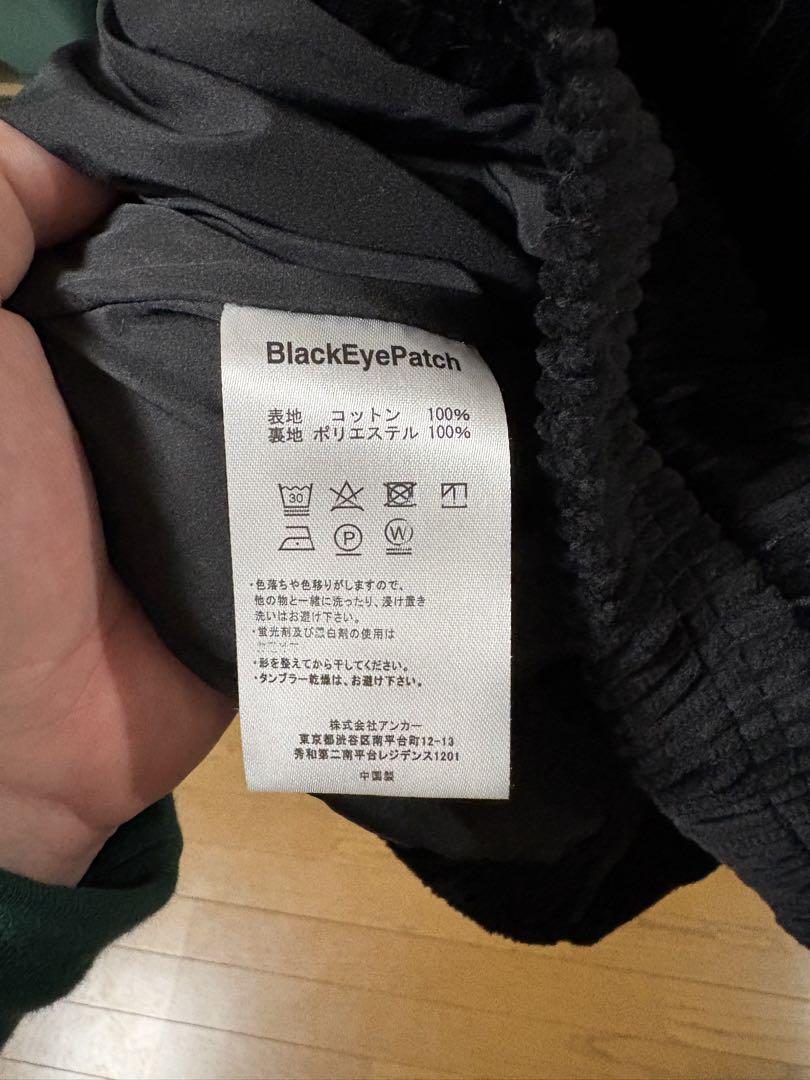 BlackEyePatch
表地 コットン 100%
裏地 ポリエステル 100%
30
P
W
・色落ちや色移りがしますので、
他の物と一緒に洗ったり、浸け置き
洗いはお避け下さい。
・蛍光剤及び漂白剤の使用は
・形を整えてから干してください。
・タンブラー乾燥は、お避け下さい。
株式会社アンカー
東京都渋谷区南平台町12-13
秀和第二南平台レジデンス1201
中国製